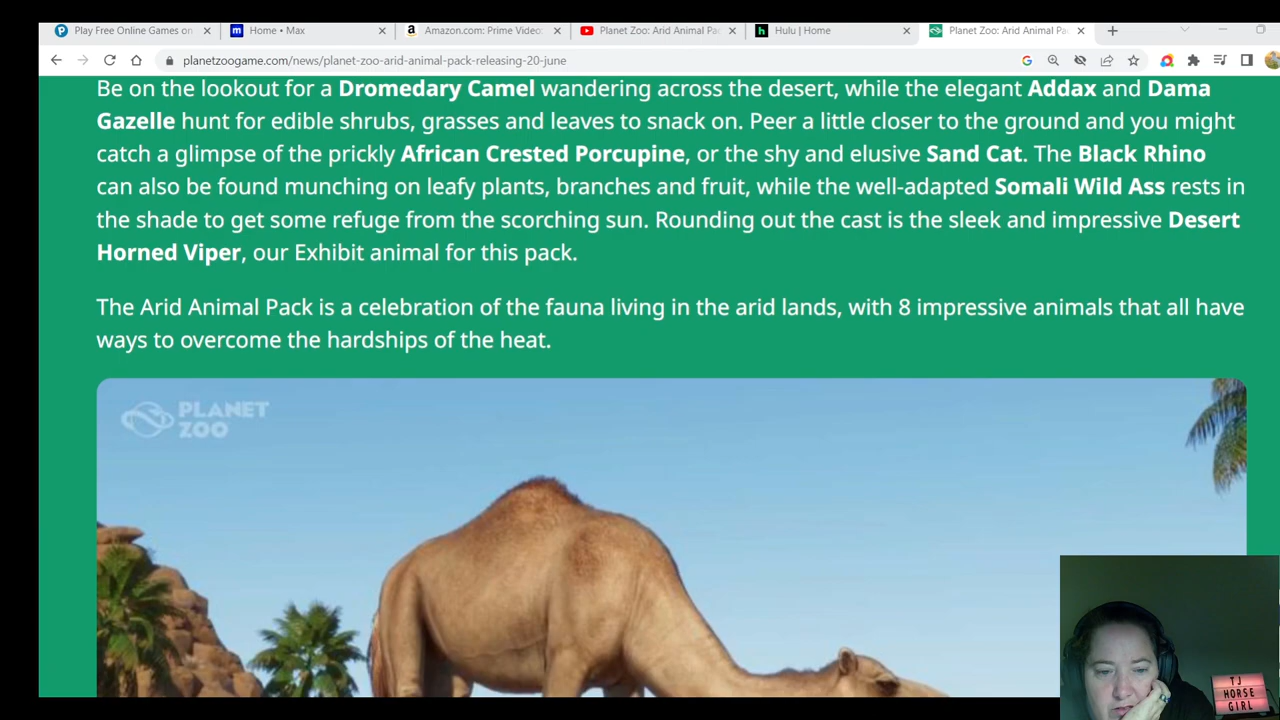 Play Free Online Games on
Home • Max
Amazon.com: Prime Video:
Planet Zoo: Arid Animal Pa
Hulu | Home
Planet Zoo: Arid Animal Pa
planetzoogame.com/news/planet-zoo-arid-animal-pack-releasing-20-june
Be on the lookout for a Dromedary Camel wandering across the desert, while the elegant Addax and Dama
Gazelle hunt for edible shrubs, grasses and leaves to snack on. Peer a little closer to the ground and you might
catch a glimpse of the prickly African Crested Porcupine, or the shy and elusive Sand Cat. The Black Rhino
can also be found munching on leafy plants, branches and fruit, while the well-adapted Somali Wild Ass rests in
the shade to get some refuge from the scorching sun. Rounding out the cast is the sleek and impressive Desert
Horned Viper, our Exhibit animal for this pack.
The Arid Animal Pack is a celebration of the fauna living in the arid lands, with 8 impressive animals that all have
ways to overcome the hardships of the heat.
PLANET
ZOO
TJ
HORSE
GIRL